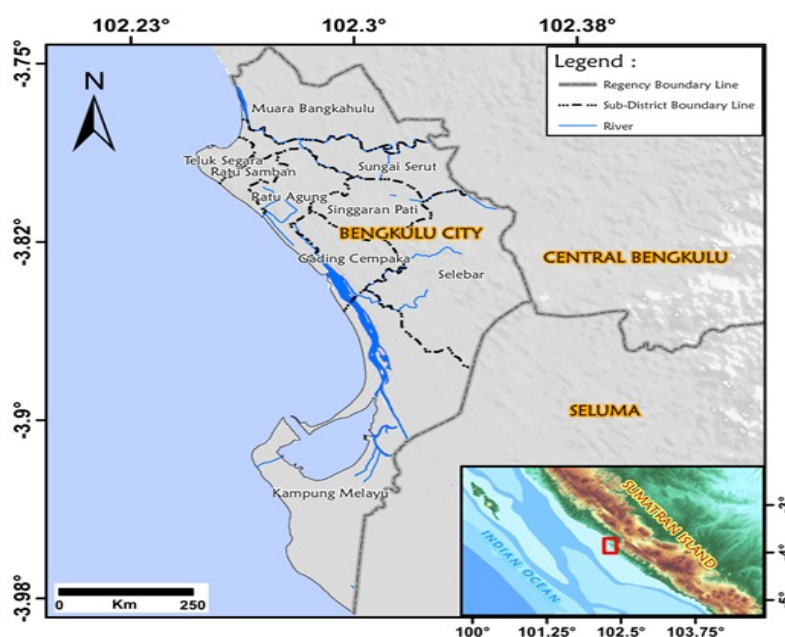 102.23°
102.3°
102.38°
-3.75°
-3.82°
-3.9°
-3.98°
N
Legend :
Regency Boundary Line
Sub-District Boundary Line
River
Muara Bangkahulu
Teluk Segara
Ratu Samban
Sungai Serut
Ratu Agung
Singgaran Pati
BENGKULU CITY
CENTRAL BENGKULU
Gading Cempaka
Selebar
SELUMA
Kampung Melayu
Km
250
SUMATRAN ISLAND
INDIAN OCEAN
-3°
-4°
-5°
100°
101.25°
102.5°
103.75°